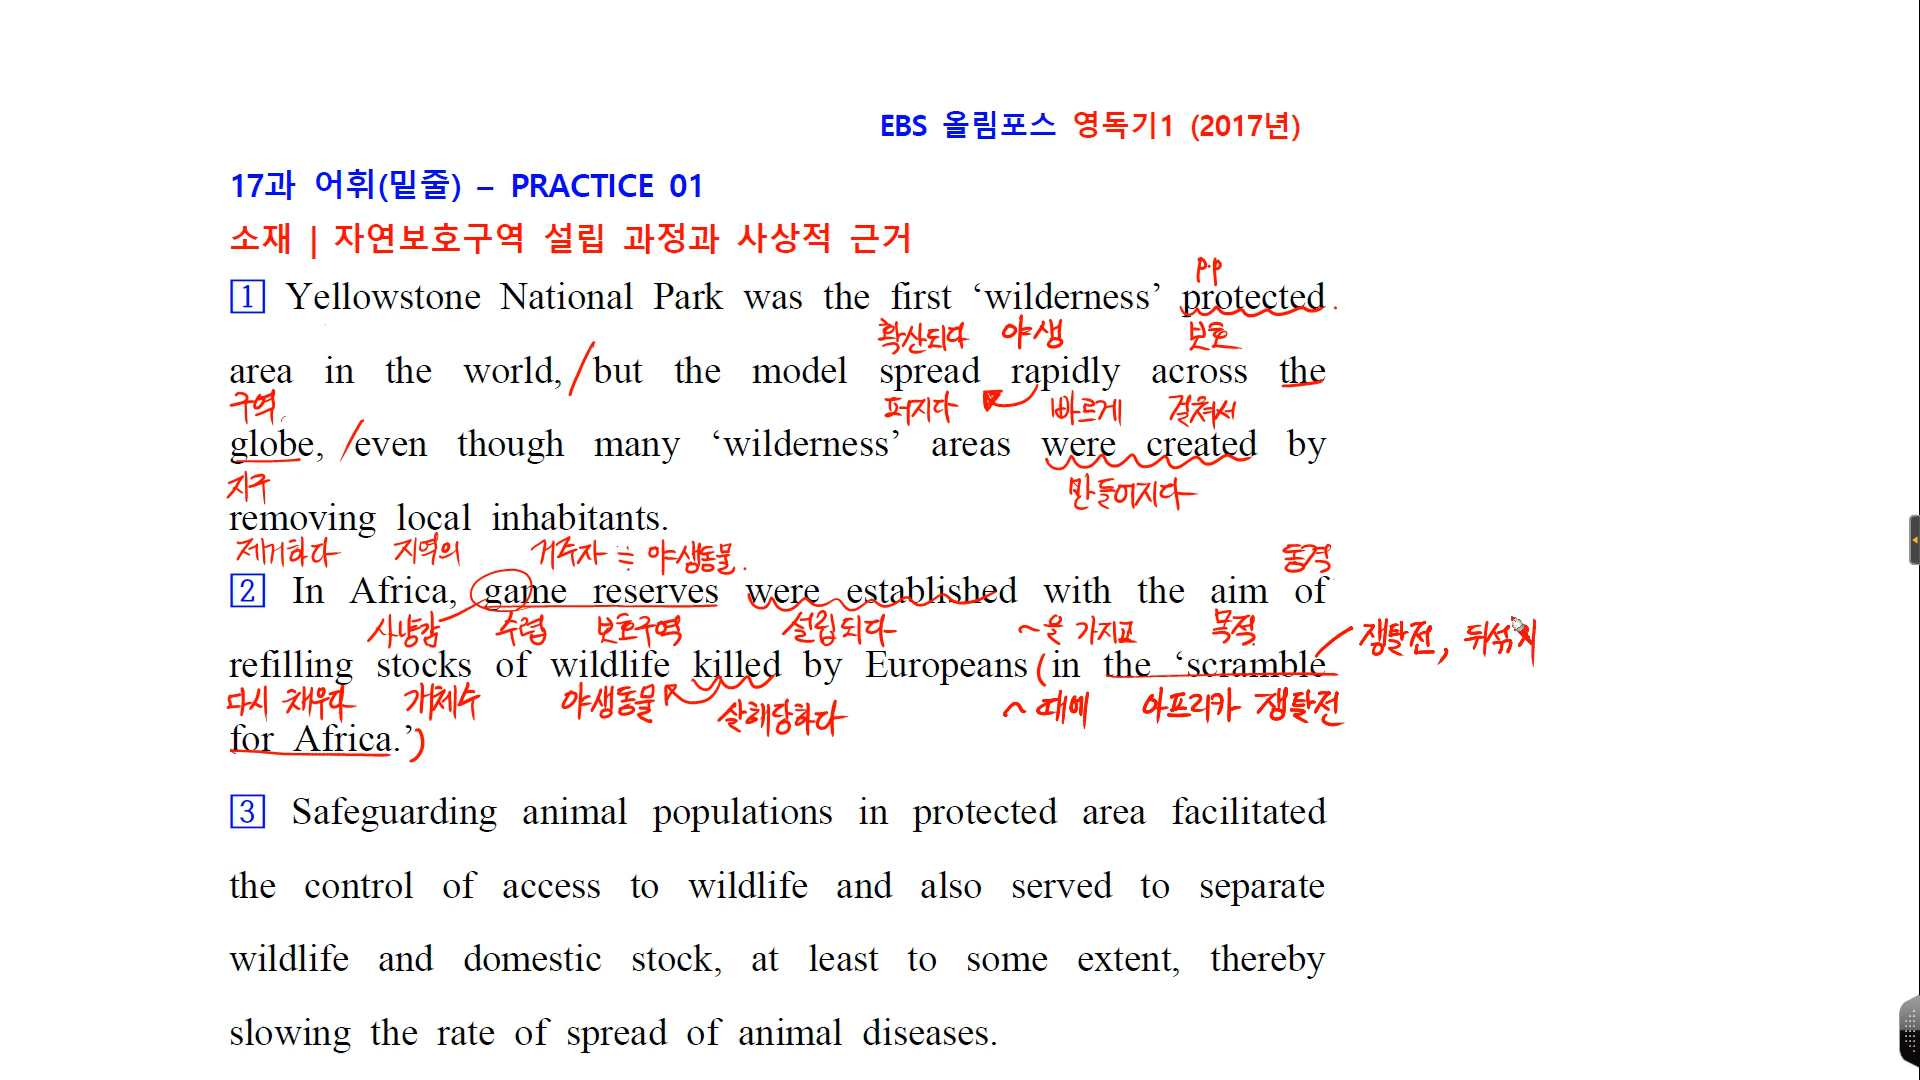 EBS 올림포스 영독기1 (2017년)
17과 어휘(밑줄) – PRACTICE 01
소재 | 자연보호구역 설립 과정과 사상적 근거
p.p
1 Yellowstone National Park was the first ‘wilderness’ protected
확산되다 야생 보호
area in the world, but the model spread rapidly across the
구역 퍼지다 빠르게 걸쳐서
globe, even though many ‘wilderness’ areas were created by
지구 만들어지다
removing local inhabitants.
제거하다 지역의 거주자 야생동물. 동격
2 In Africa, game reserves were established with the aim of
사냥감 수렵 보호구역 설립되다 ~을 가지고 목적 쟁탈전, 뒤섞
refilling stocks of wildlife killed by Europeans (in the ‘scramble
다시 채우다 개체수 야생동물 살해당하다 ~때에 아프리카 쟁탈전
for Africa.’)
3 Safeguarding animal populations in protected area facilitated
the control of access to wildlife and also served to separate
wildlife and domestic stock, at least to some extent, thereby
slowing the rate of spread of animal diseases.